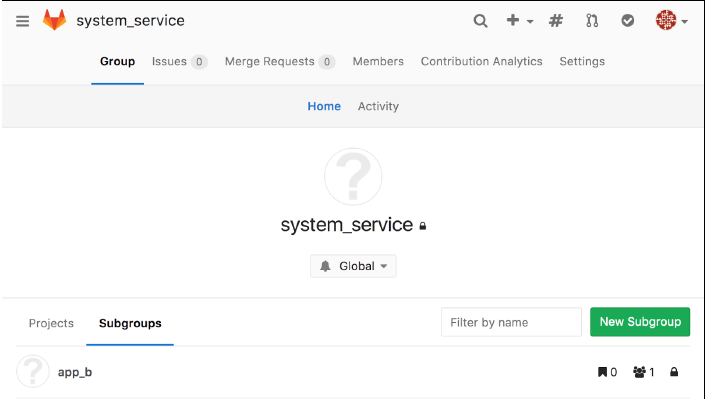 system_service
Group Issues 0 Merge Requests 0 Members Contribution Analytics Settings
Home Activity
system_service
Global
Projects Subgroups Filter by name New Subgroup
app_b 0 1